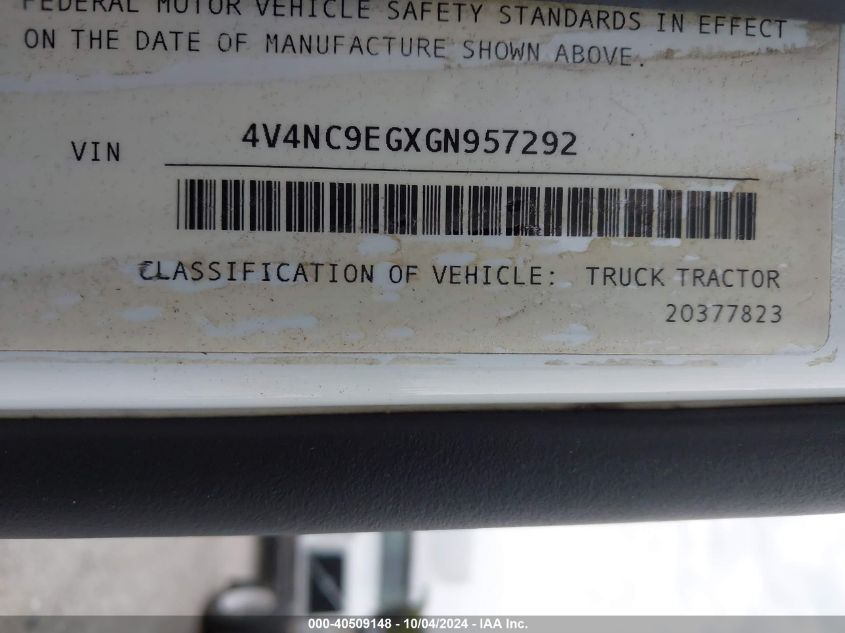 FEDERAL MOTOR VEHICLE SAFETY STANDARDS IN EFFECT
ON THE DATE OF MANUFACTURE SHOWN ABOVE.
VIN 4V4NC9EGXGN957292
CLASSIFICATION OF VEHICLE: TRUCK TRACTOR
20377823
000-40509148 - 10/04/2024 - IAA Inc.